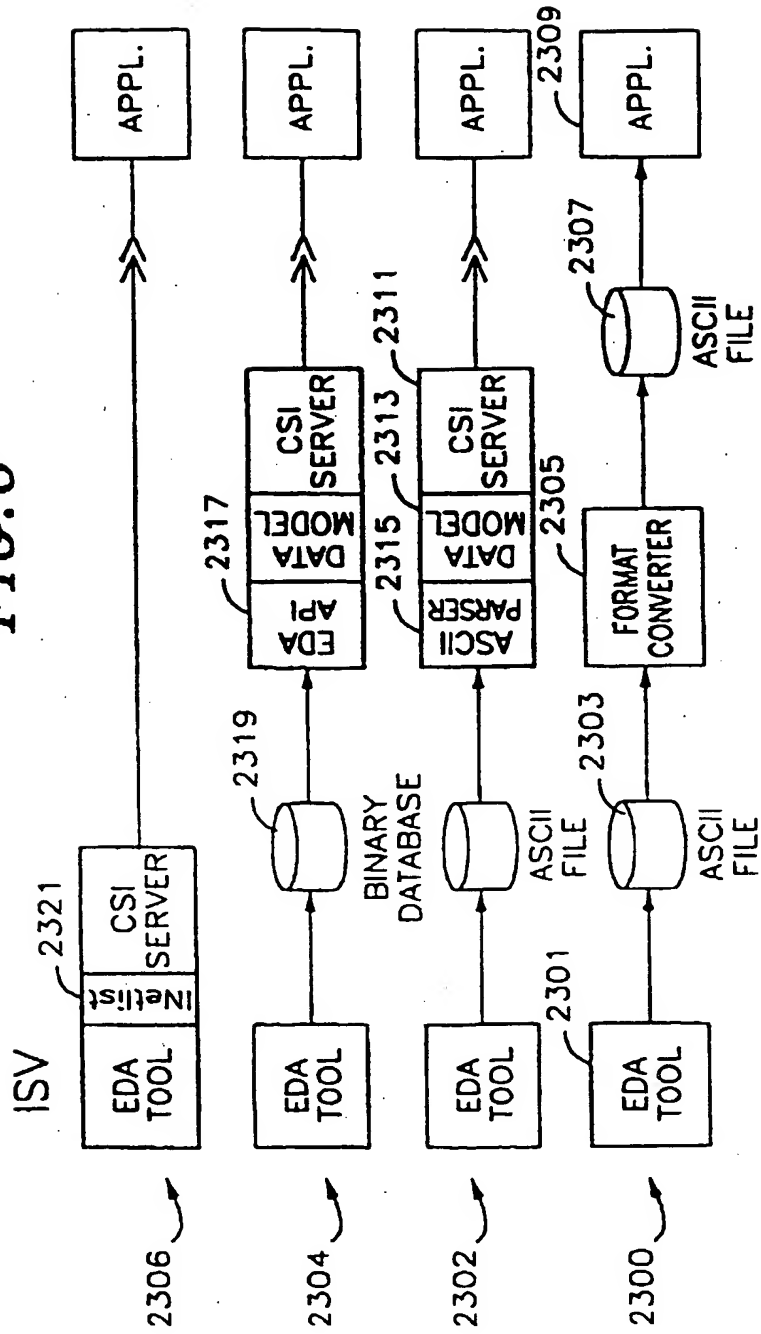 ISV
2306
EDA
TOOL
INetlist
2321
CSI
SERVER
APPL.
2304
EDA
TOOL
2319
BINARY
DATABASE
2317
EDA
API
DATA
MODEL
CSI
SERVER
APPL.
2302
EDA
TOOL
ASCII
FILE
2315
2313
2311
ASCII
PARSER
DATA
MODEL
CSI
SERVER
APPL.
2300
2301
EDA
TOOL
2303
ASCII
FILE
2305
FORMAT
CONVERTER
2307
ASCII
FILE
2309
APPL.